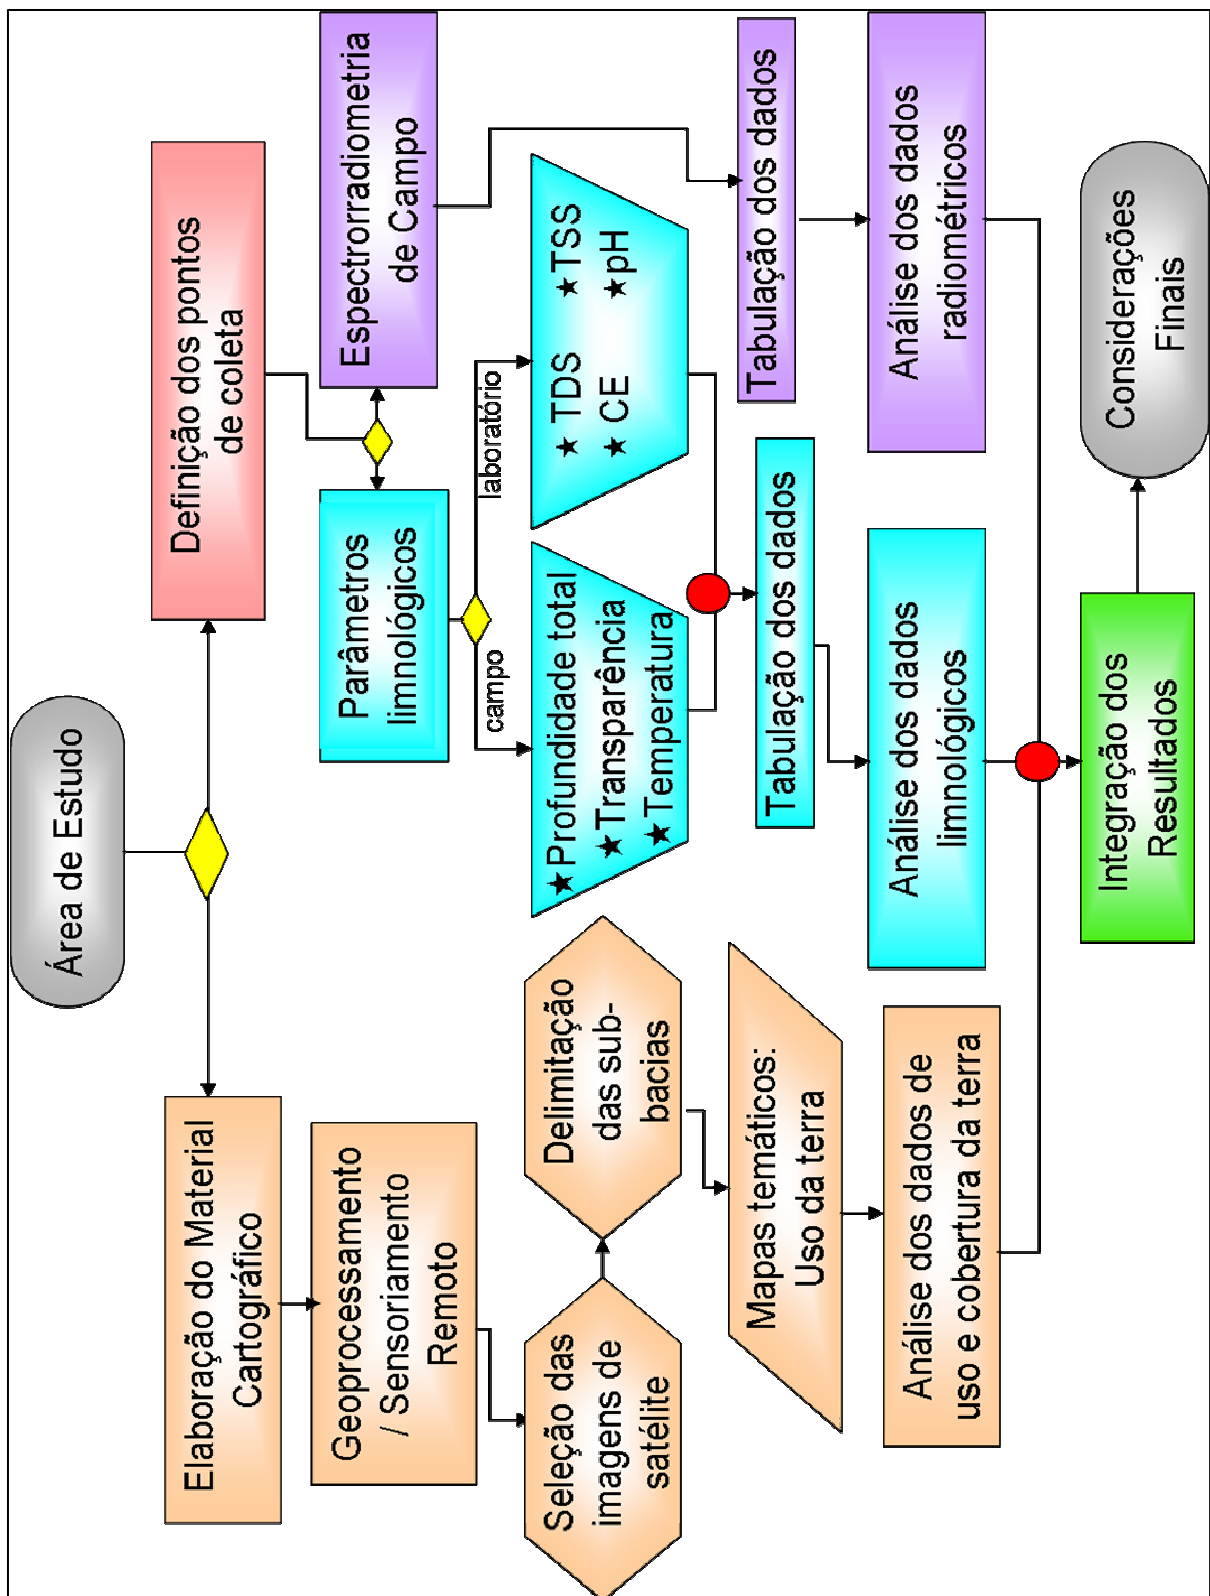 Área de Estudo
Elaboração do Material
Cartográfico
Definição dos pontos
de coleta
Geoprocessamento
/ Sensoriamento
Remoto
Parâmetros
limnológicos
Espectrorradiometria
de Campo
campo
laboratório
Seleção das
imagens de
satélite
Delimitação
das sub-
bacias
★ Profundidade total
★ Transparência
★ Temperatura
★ TDS ★ TSS
★ CE ★ pH
Mapas temáticos:
Uso da terra
Tabulação dos dados
Tabulação dos dados
Análise dos dados de
uso e cobertura da terra
Análise dos dados
limnológicos
Análise dos dados
radiométricos
Integração dos
Resultados
Considerações
Finais